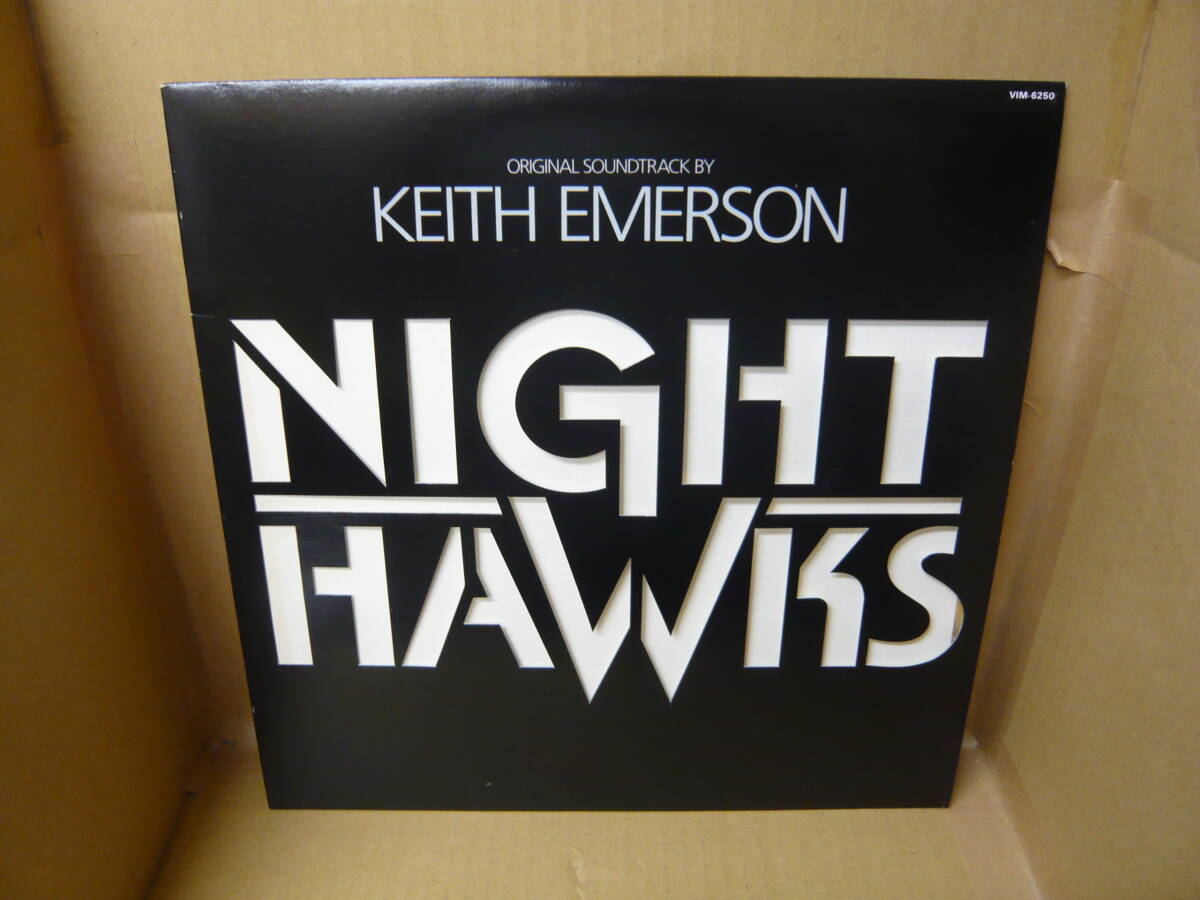 VIM-6250
ORIGINAL SOUNDTRACK BY
KEITH EMERSON
NIGHT
HAWKS